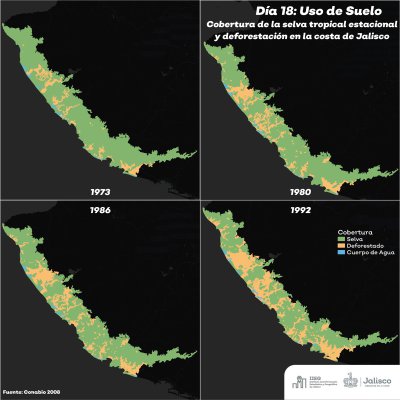 Día 18: Uso de Suelo
Cobertura de la selva tropical estacional
y deforestación en la costa de Jalisco
1973
1980
1986
1992
Cobertura
Selva
Deforestado
Cuerpo de Agua
Fuente: Conabio 2008
IIEG
Jalisco